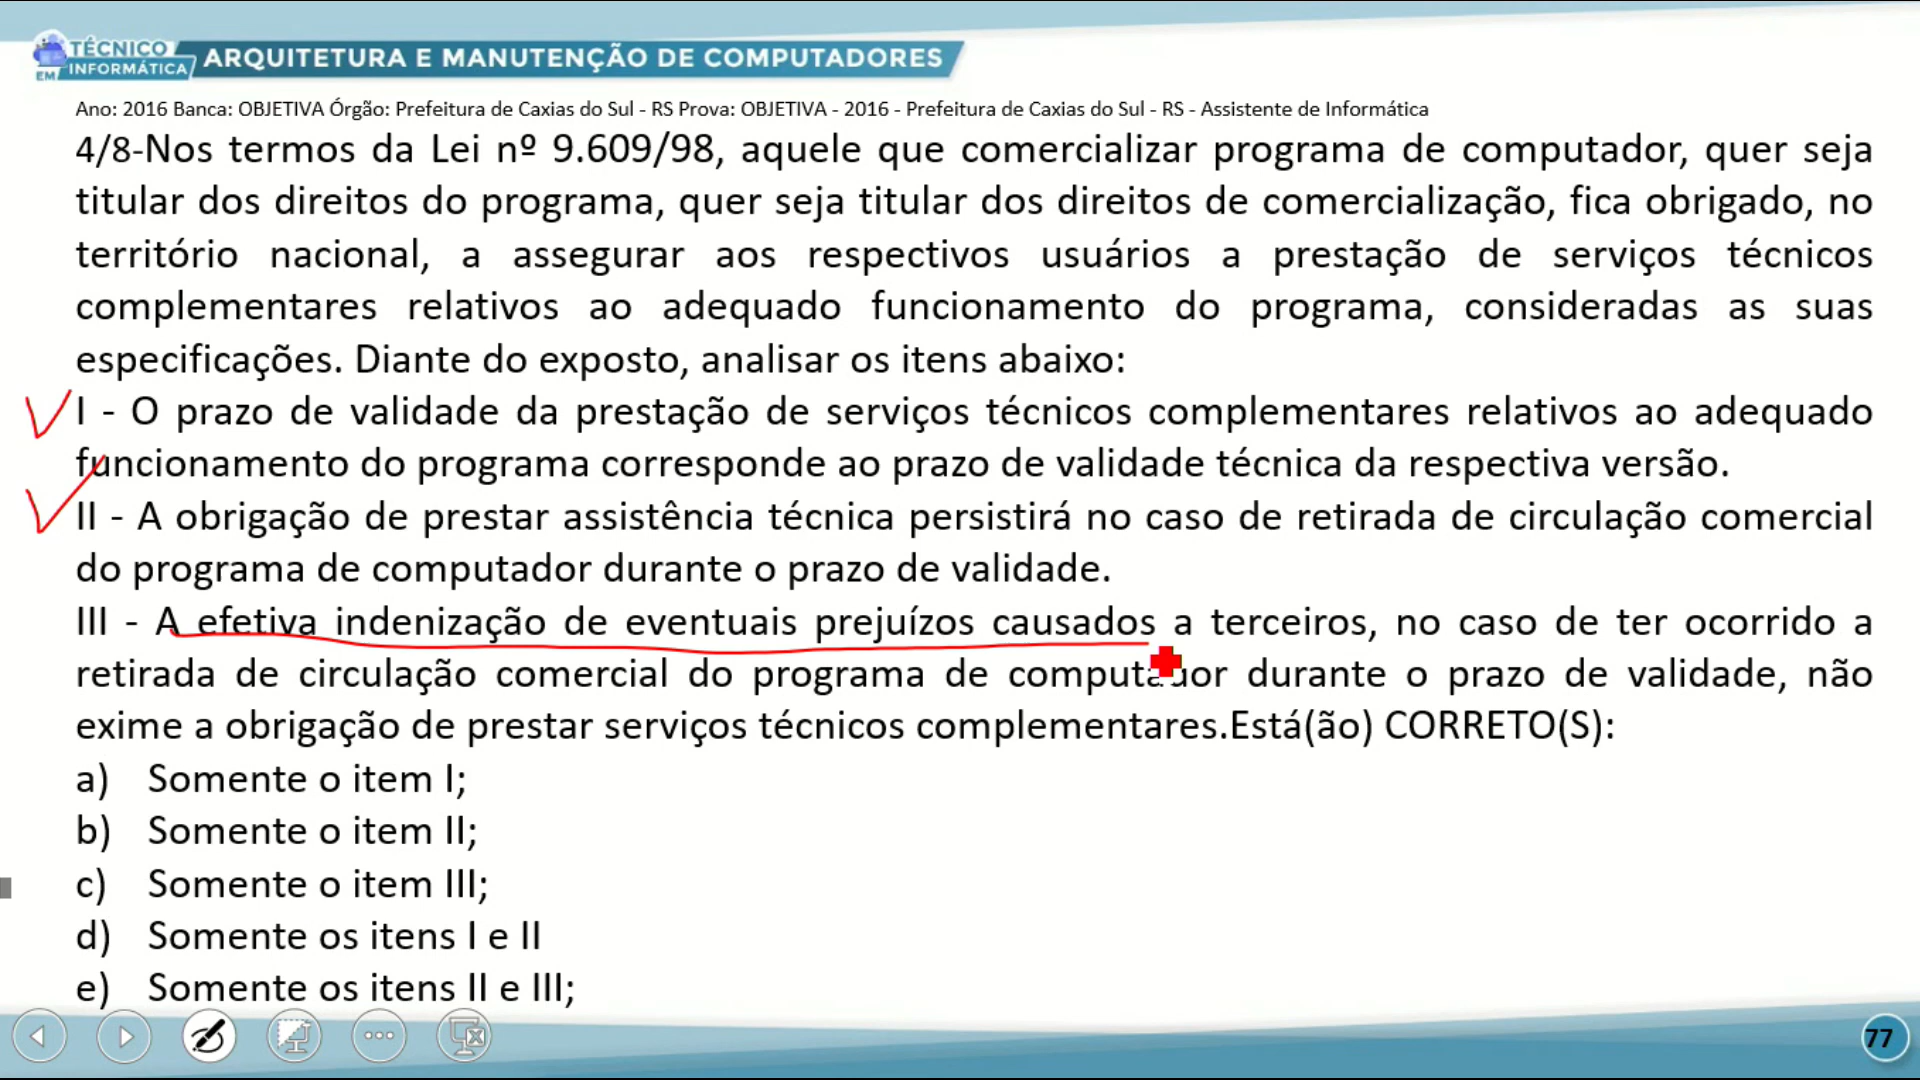 TÉCNICO
EM INFORMÁTICA
ARQUITETURA E MANUTENÇÃO DE COMPUTADORES
Ano: 2016 Banca: OBJETIVA Órgão: Prefeitura de Caxias do Sul - RS Prova: OBJETIVA - 2016 - Prefeitura de Caxias do Sul - RS - Assistente de Informática
4/8-Nos termos da Lei nº 9.609/98, aquele que comercializar programa de computador, quer seja
titular dos direitos do programa, quer seja titular dos direitos de comercialização, fica obrigado, no
território nacional, a assegurar aos respectivos usuários a prestação de serviços técnicos
complementares relativos ao adequado funcionamento do programa, consideradas as suas
especificações. Diante do exposto, analisar os itens abaixo:
I - O prazo de validade da prestação de serviços técnicos complementares relativos ao adequado
funcionamento do programa corresponde ao prazo de validade técnica da respectiva versão.
II - A obrigação de prestar assistência técnica persistirá no caso de retirada de circulação comercial
do programa de computador durante o prazo de validade.
III - A efetiva indenização de eventuais prejuízos causados a terceiros, no caso de ter ocorrido a
retirada de circulação comercial do programa de computador durante o prazo de validade, não
exime a obrigação de prestar serviços técnicos complementares.Está(ão) CORRETO(S):
a) Somente o item I;
b) Somente o item II;
c) Somente o item III;
d) Somente os itens I e II
e) Somente os itens II e III;
77